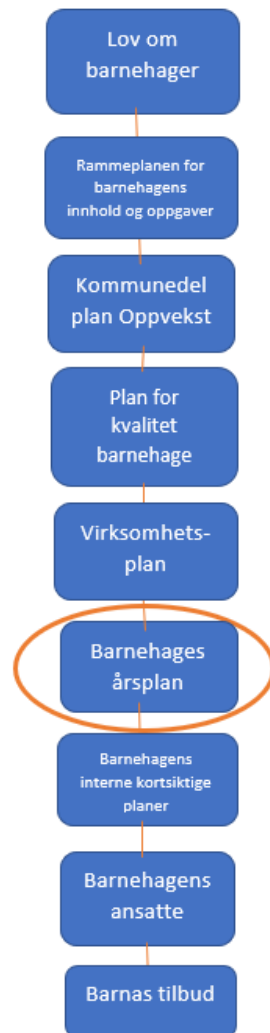 Lov om
barnehager
Rammeplanen for
barnehagens
innhold og oppgaver
Kommunedel
plan Oppvekst
Plan for
kvalitet
barnehage
Virksomhets-
plan
Barnehages
årsplan
Barnehagens
interne kortsiktige
planer
Barnehagens
ansatte
Barnas tilbud